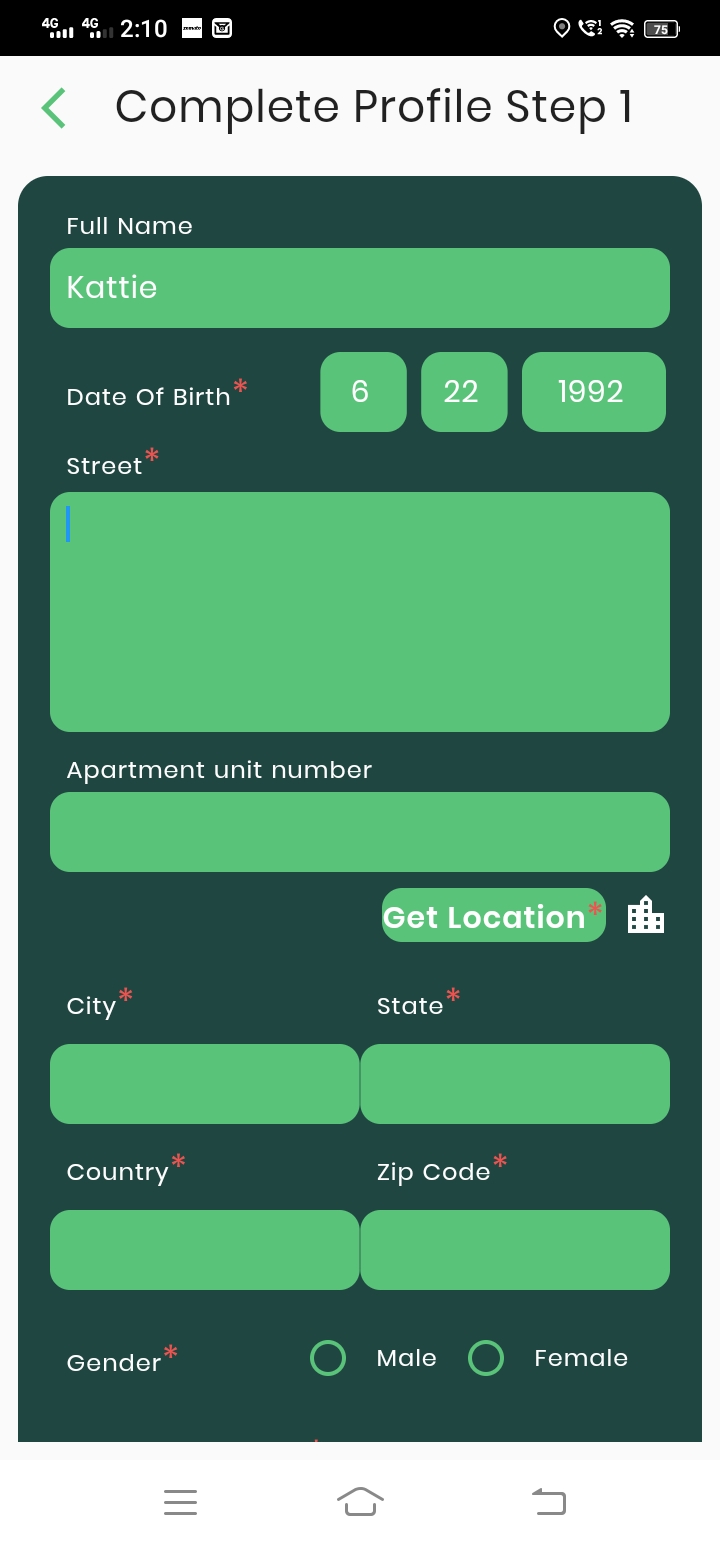 4G 4G 2:10 zomato 75
Complete Profile Step 1
Full Name
Kattie
Date Of Birth* 6 22 1992
Street*
Apartment unit number
Get Location*
City* State*
Country* Zip Code*
Gender* Male Female